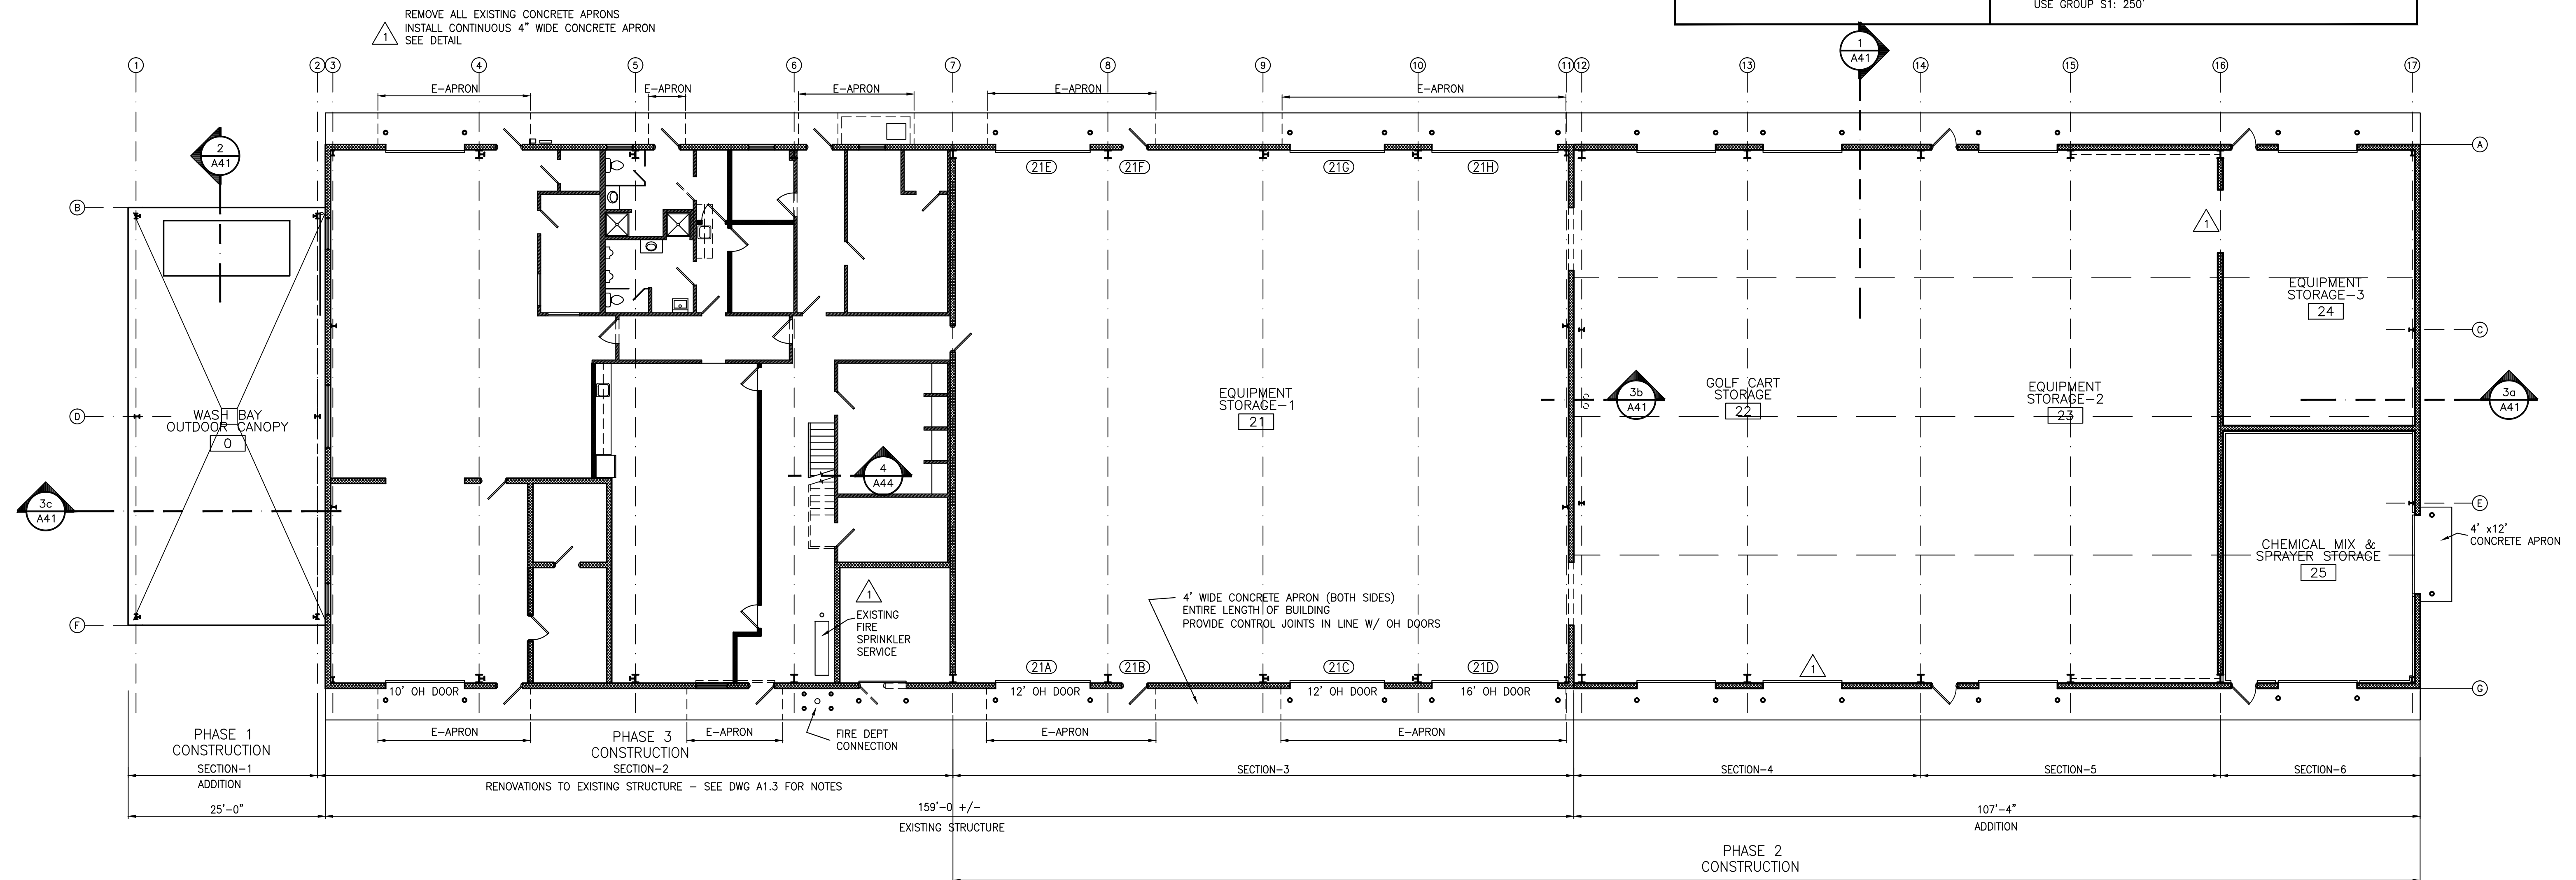 USE GROUP S1: 250'
REMOVE ALL EXISTING CONCRETE APRONS
INSTALL CONTINUOUS 4" WIDE CONCRETE APRON
SEE DETAIL
1
1
A41
1
2
3
4
5
6
7
8
9
10
11
12
13
14
15
16
17
E-APRON
E-APRON
E-APRON
E-APRON
E-APRON
2
A41
A
21E
21F
21G
21H
B
1
EQUIPMENT
STORAGE-3
24
C
GOLF CART
STORAGE
22
EQUIPMENT
STORAGE-2
23
EQUIPMENT
STORAGE-1
21
3b
A41
3a
A41
D
WASH BAY
OUTDOOR CANOPY
0
4
A44
3c
A41
E
4' x12'
CONCRETE APRON
CHEMICAL MIX &
SPRAYER STORAGE
25
1
EXISTING
FIRE
SPRINKLER
SERVICE
4' WIDE CONCRETE APRON (BOTH SIDES)
ENTIRE LENGTH OF BUILDING
PROVIDE CONTROL JOINTS IN LINE W/ OH DOORS
F
21A
21B
21C
21D
1
10' OH DOOR
12' OH DOOR
12' OH DOOR
16' OH DOOR
G
E-APRON
E-APRON
E-APRON
E-APRON
FIRE DEPT
CONNECTION
PHASE 1
CONSTRUCTION
PHASE 3
CONSTRUCTION
SECTION-1
SECTION-2
SECTION-3
SECTION-4
SECTION-5
SECTION-6
ADDITION
RENOVATIONS TO EXISTING STRUCTURE - SEE DWG A1.3 FOR NOTES
25'-0"
159'-0 +/-
107'-4"
EXISTING STRUCTURE
ADDITION
PHASE 2
CONSTRUCTION